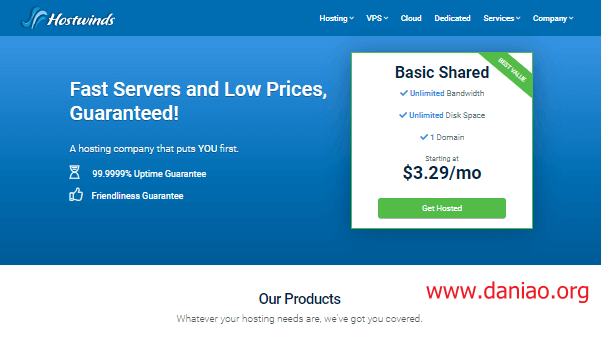 Hostwinds
Hosting VPS Cloud Dedicated Services Company
Fast Servers and Low Prices,
Guaranteed!
A hosting company that puts YOU first.
99.9999% Uptime Guarantee
Friendliness Guarantee
BEST VALUE
Basic Shared
Unlimited Bandwidth
Unlimited Disk Space
1 Domain
Starting at
$3.29/mo
Get Hosted
www.daniao.org
Our Products
Whatever your hosting needs are, we've got you covered.